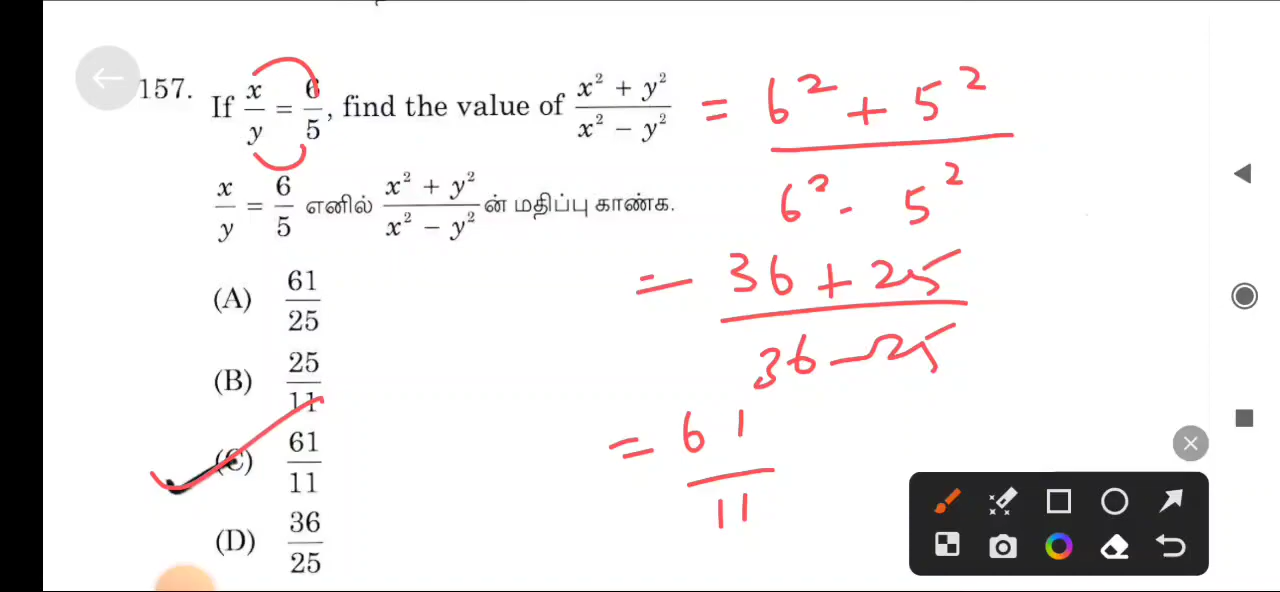 157. If x/y = 6/5, find the value of x² + y² / x² − y² = 6² + 5² / 6² - 5²
x/y = 6/5 எனில் x² + y² / x² − y² ன் மதிப்பு காண்க.
= 36 + 25 / 36 - 25
(A) 61/25
(B) 25/11
= 61/11
(C) 61/11
(D) 36/25